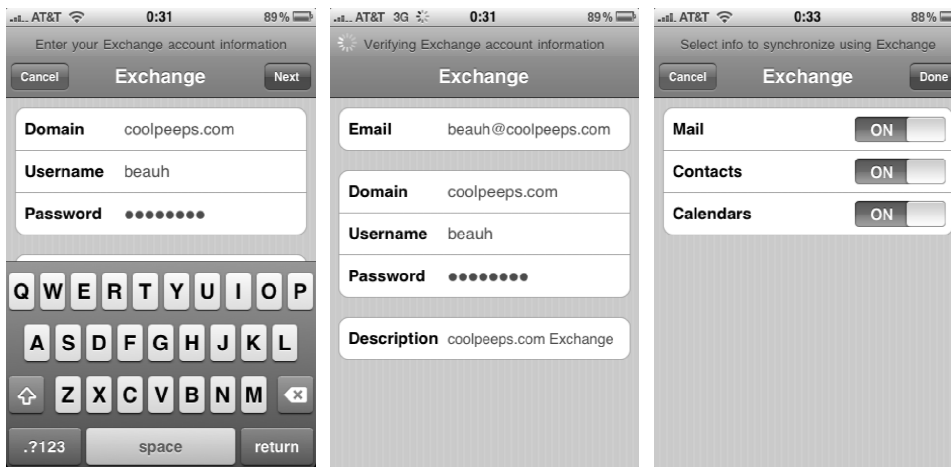 AT&T 0:31 89%
Enter your Exchange account information
Cancel Exchange Next
Domain coolpeeps.com
Username beauh
Password ●●●●●●●●
Q W E R T Y U I O P
A S D F G H J K L
Z X C V B N M
.?123 space return
AT&T 3G 0:31 89%
Verifying Exchange account information
Exchange
Email beauh@coolpeeps.com
Domain coolpeeps.com
Username beauh
Password ●●●●●●●●
Description coolpeeps.com Exchange
AT&T 0:33 88%
Select info to synchronize using Exchange
Cancel Exchange Done
Mail ON
Contacts ON
Calendars ON